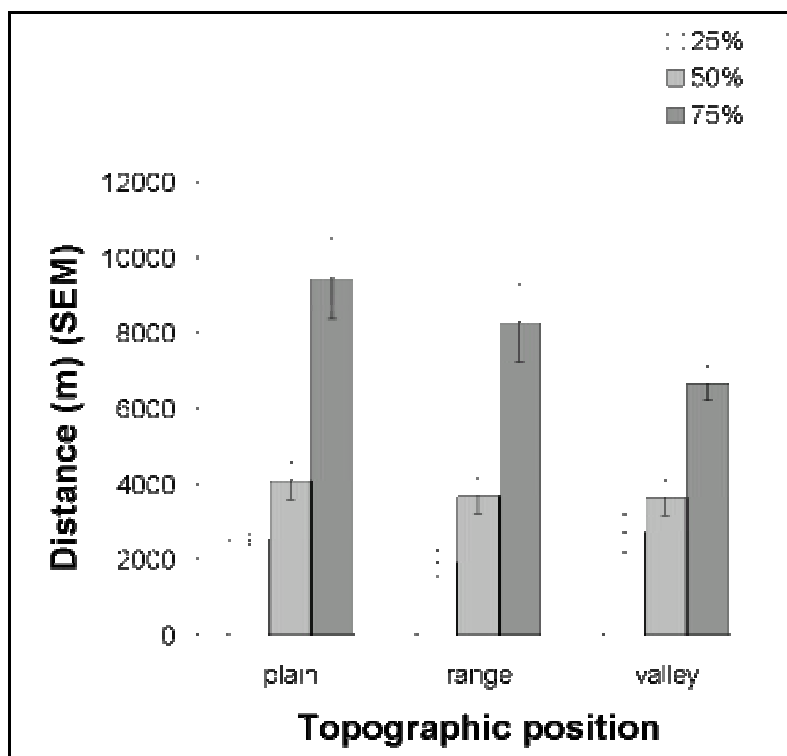 25%
50%
75%
12000
10000
8000
6000
4000
2000
0
Distance (m) (SEM)
plain
range
valley
Topographic position